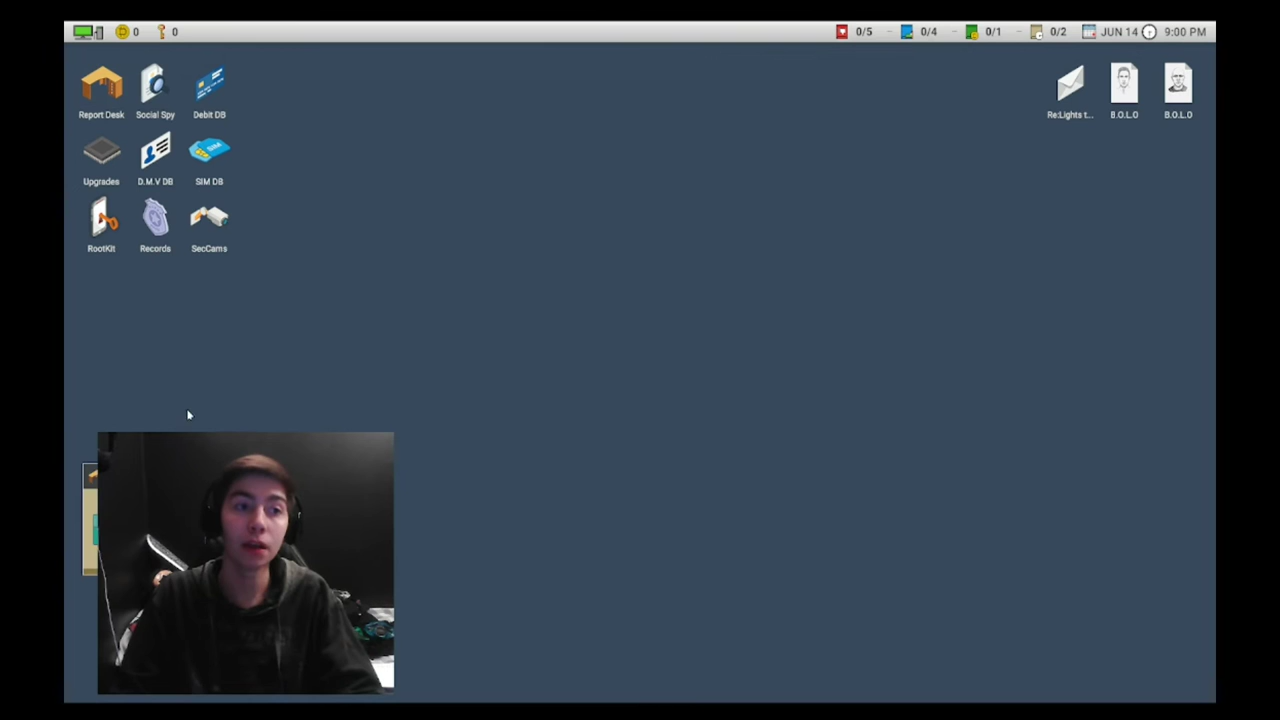 0 0 0/5 0/4 0/1 0/2 JUN 14 9:00 PM
Report Desk Social Spy Debit DB Re:Lights t... B.O.L.O B.O.L.O
Upgrades D.M.V DB SIM DB
RootKit Records SecCams